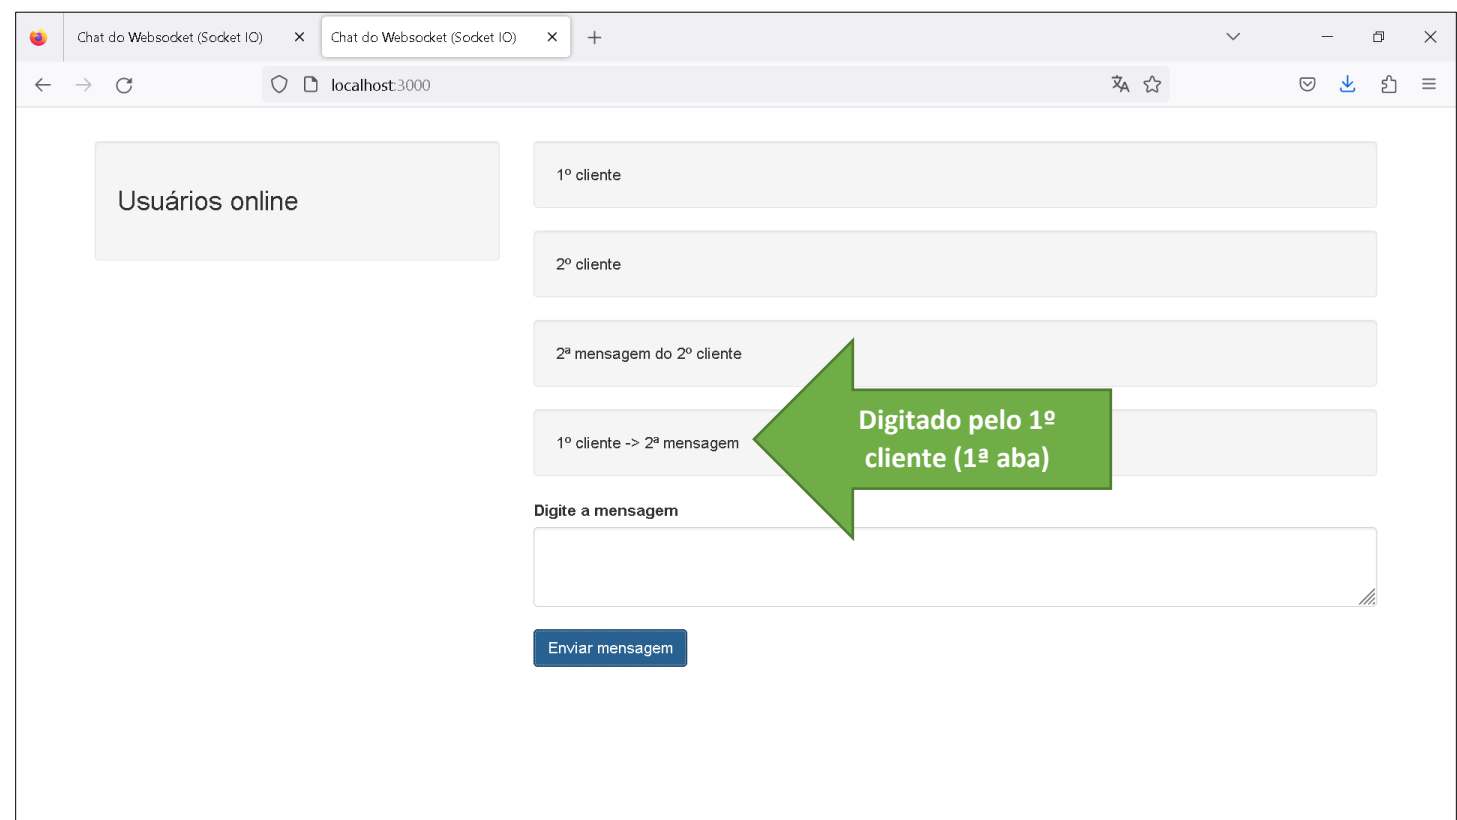 Chat do Websocket (Socket IO)
Chat do Websocket (Socket IO)
localhost:3000
Usuários online
1º cliente
2º cliente
2ª mensagem do 2º cliente
1º cliente -> 2ª mensagem
Digitado pelo 1º
cliente (1ª aba)
Digite a mensagem
Enviar mensagem